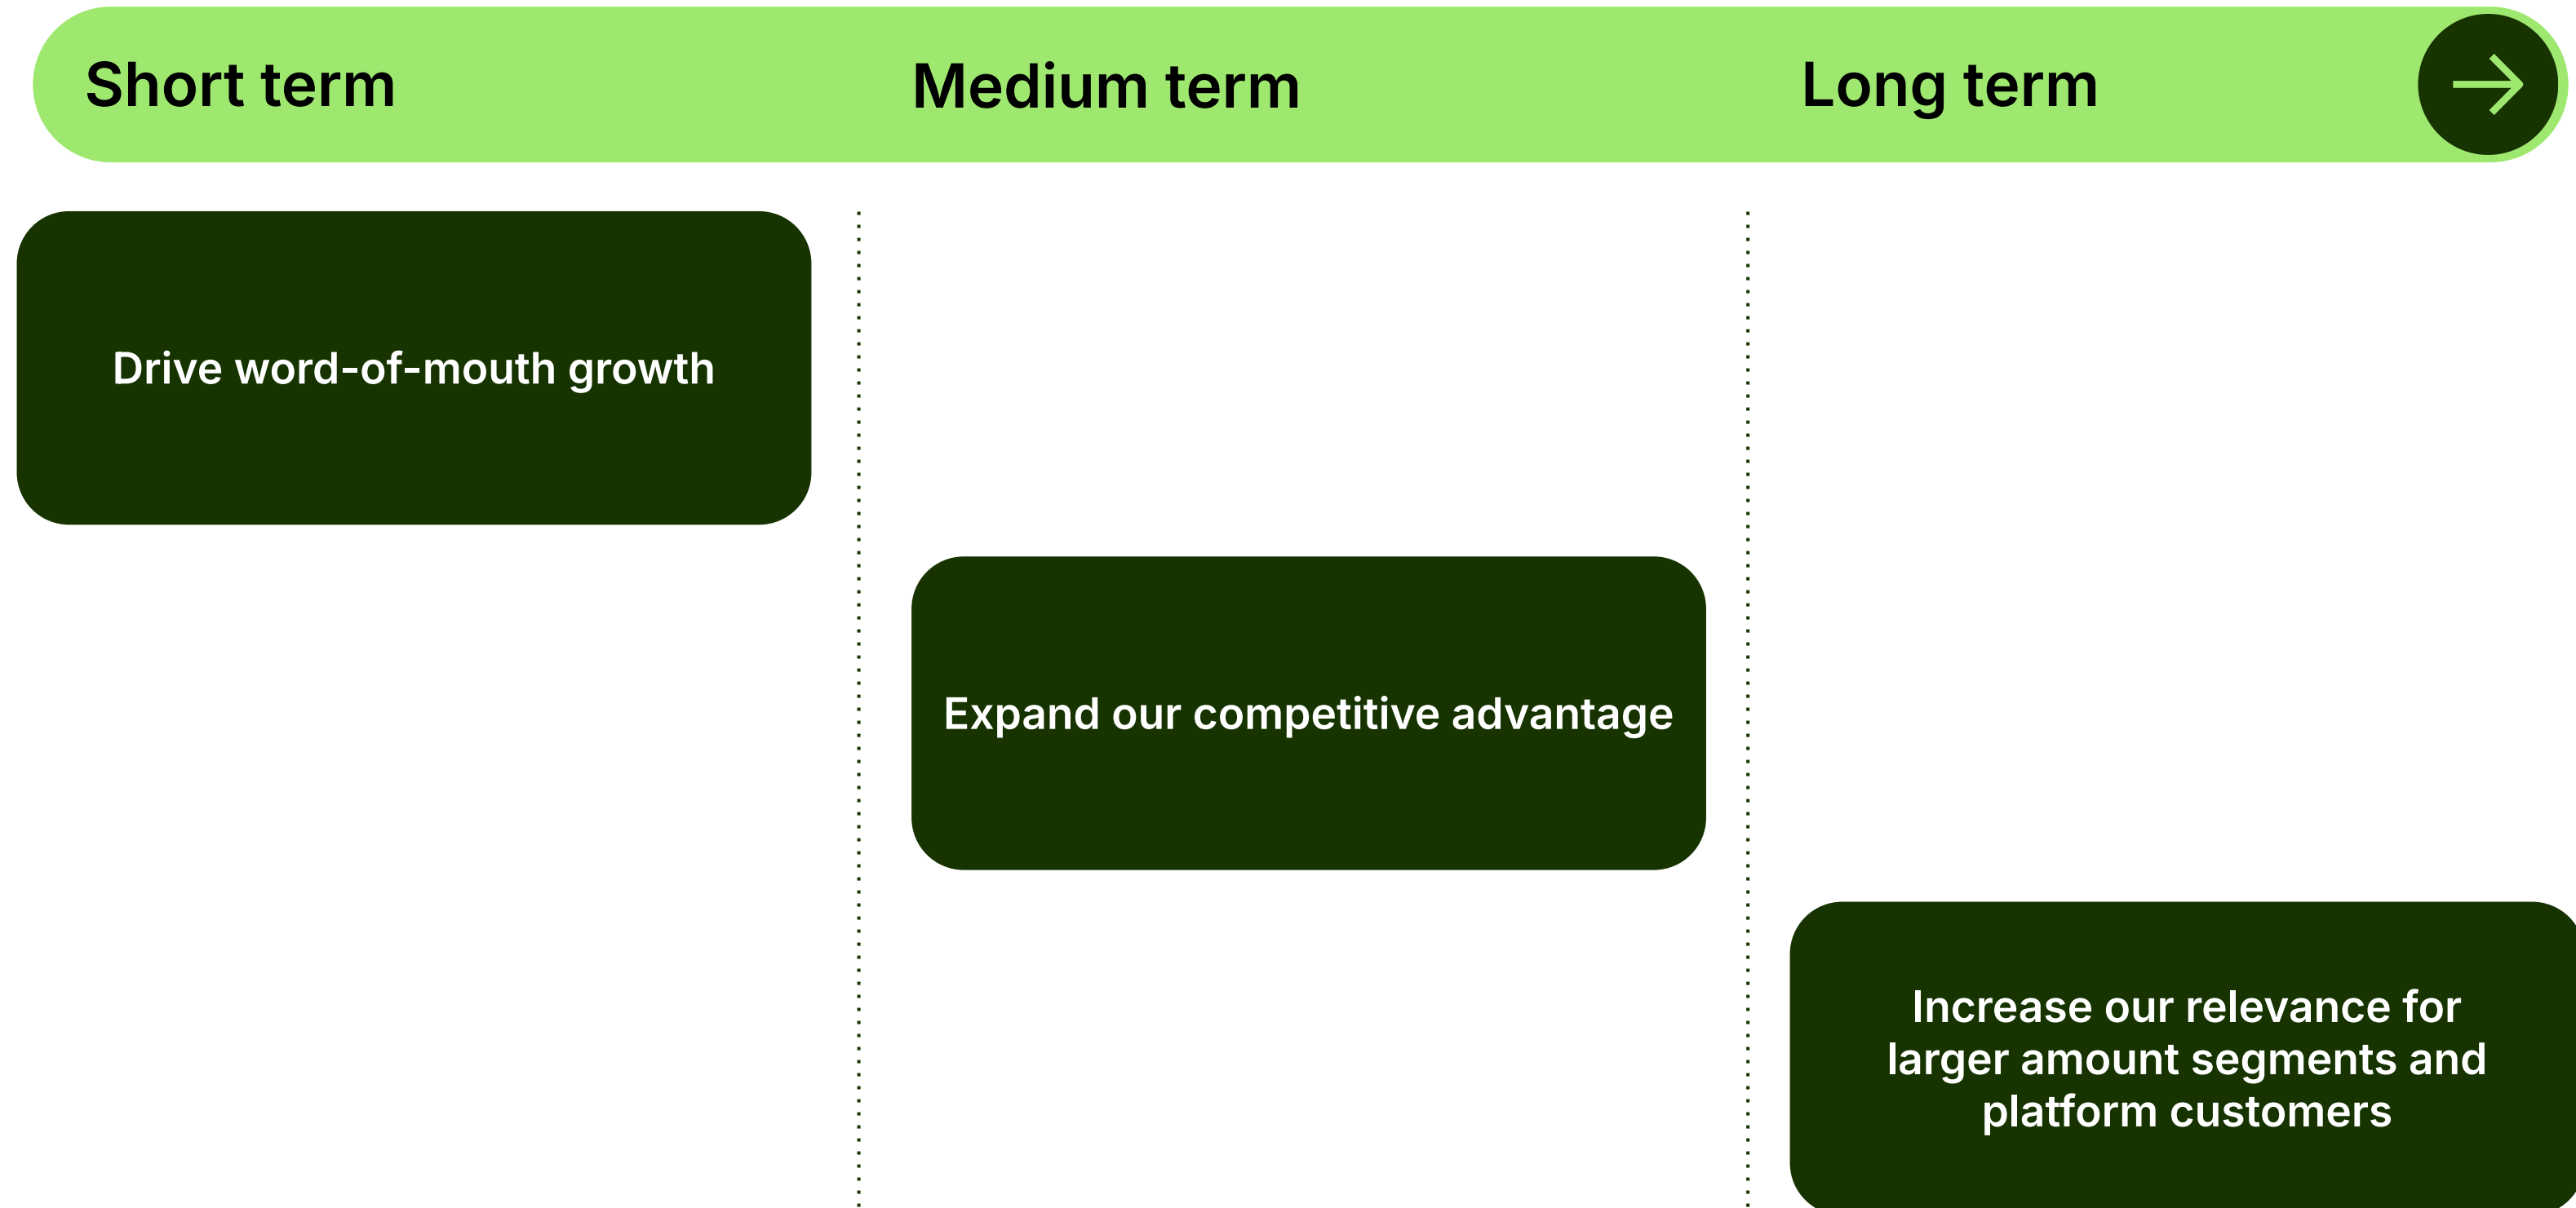 Short term
Medium term
Long term
Drive word-of-mouth growth
Expand our competitive advantage
Increase our relevance for
larger amount segments and
platform customers